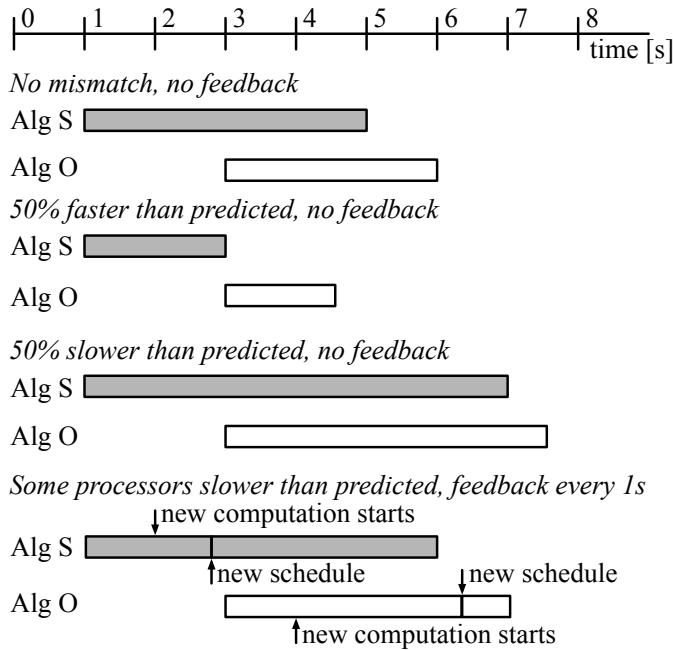 0 1 2 3 4 5 6 7 8
time [s]
No mismatch, no feedback
Alg S
Alg O
50% faster than predicted, no feedback
Alg S
Alg O
50% slower than predicted, no feedback
Alg S
Alg O
Some processors slower than predicted, feedback every 1s
new computation starts
Alg S
new schedule
new schedule
Alg O
new computation starts